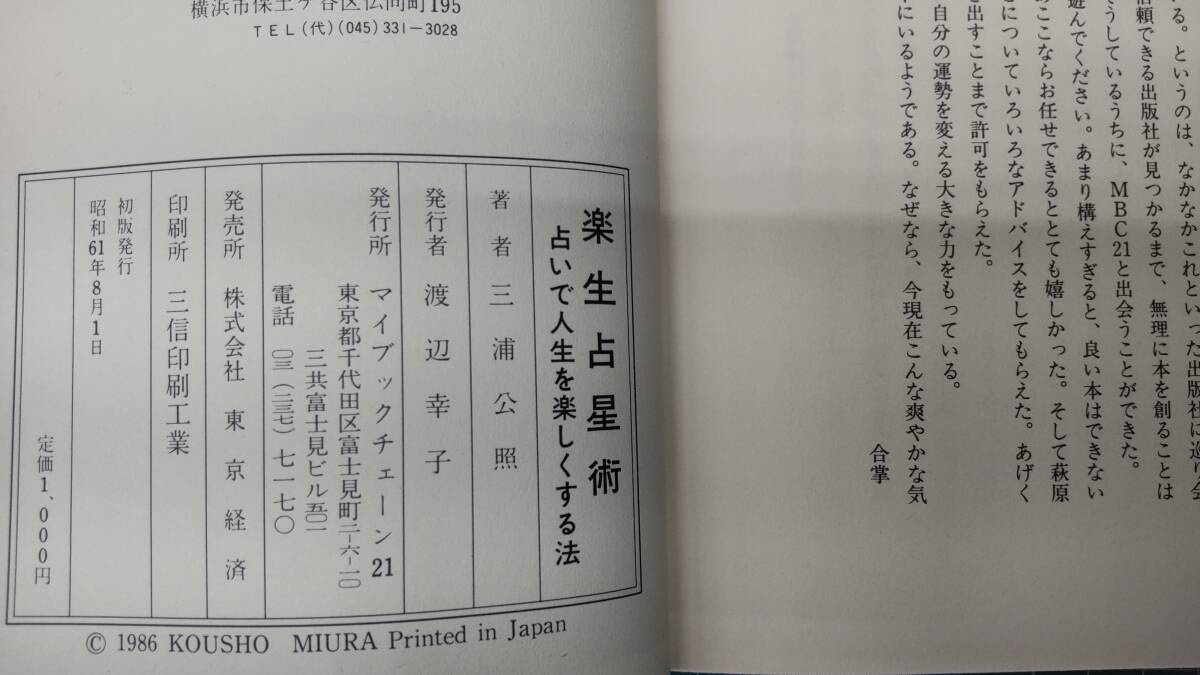 る。というのは、なかなかこれといった出版社に巡り会
頼できる出版社が見つかるまで、無理に本を創ることは
そうしているうちに、MBC21と出会うことができた。
遊んでください。あまり構えすぎると、良い本はできない
ここならお任せできるととても嬉しかった。そして萩原
についていろいろなアドバイスをしてもらえた。あげく
出すことまで許可をもらえた。
自分の運勢を変える大きな力をもっている。
にいるようである。なぜなら、今現在こんな爽やかな気
合掌
横浜市保土ヶ谷区仏向町195
TEL(代)(045)331-3028
楽生占星術
占いで人生を楽しくする法
著者 三浦公照
発行者 渡辺幸子
発行所 マイブックチェーン21
東京都千代田区富士見町二-六-一〇
三共富士見ビル五〇一
電話 〇三(二三七)七一七〇
発売所 株式会社 東京経済
印刷所 三信印刷工業
初版発行
昭和61年8月1日
定価1,000円
© 1986 KOUSHO MIURA Printed in Japan